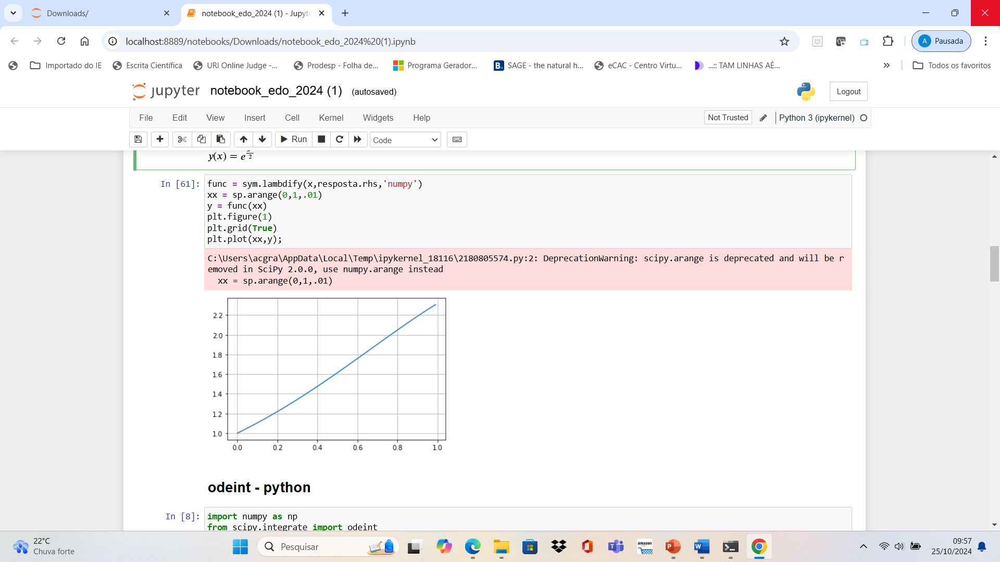 Downloads/
notebook_edo_2024 (1) - Jupyte
localhost:8889/notebooks/Downloads/notebook_edo_2024%20(1).ipynb
A Pausada
Importado do IE
Escrita Científica
URI Online Judge -...
Prodesp - Folha de...
Programa Gerador...
B. SAGE - the natural h...
eCAC - Centro Virtu...
...:: TAM LINHAS AÉ...
Todos os favoritos
jupyter notebook_edo_2024 (1) (autosaved)
Logout
File Edit View Insert Cell Kernel Widgets Help
Not Trusted
Python 3 (ipykernel)
Run
Code
y(x) = e 2
In [61]:
func = sym.lambdify(x,resposta.rhs,'numpy')
xx = sp.arange(0,1,.01)
y = func(xx)
plt.figure(1)
plt.grid(True)
plt.plot(xx,y);
C:\Users\acgra\AppData\Local\Temp\ipykernel_18116\2180805574.py:2: DeprecationWarning: scipy.arange is deprecated and will be r
emoved in SciPy 2.0.0, use numpy.arange instead
xx = sp.arange(0,1,.01)
2.2
2.0
1.8
1.6
1.4
1.2
1.0
0.0 0.2 0.4 0.6 0.8 1.0
odeint - python
In [8]:
import numpy as np
from scipy.integrate import odeint
22°C
Chuva forte
Pesquisar
amazon
09:57
25/10/2024